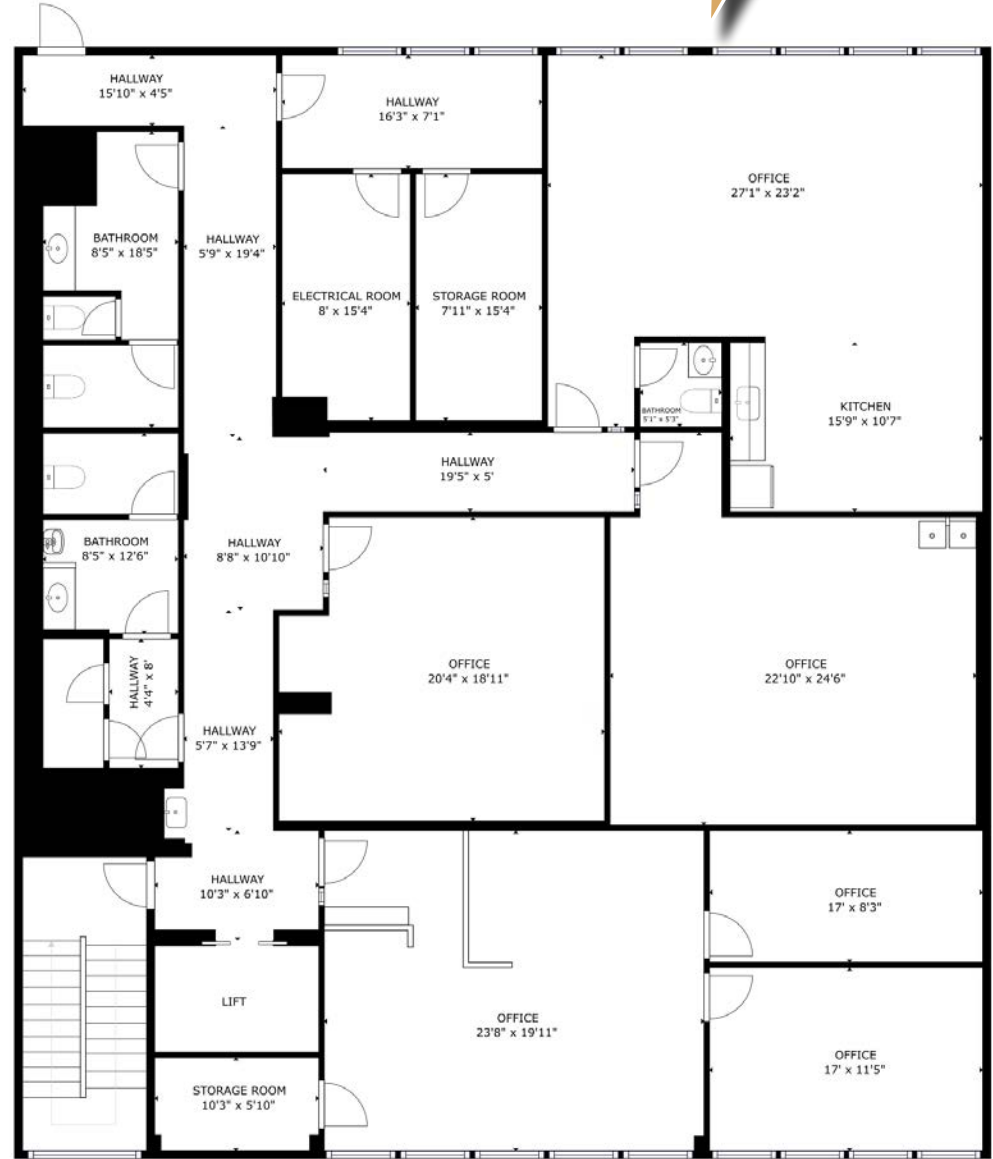 HALLWAY
15'10" x 4'5"
HALLWAY
16'3" x 7'1"
OFFICE
27'1" x 23'2"
BATHROOM
8'5" x 18'5"
HALLWAY
5'9" x 19'4"
ELECTRICAL ROOM
8' x 15'4"
STORAGE ROOM
7'11" x 15'4"
BATHROOM
5'1" x 5'3"
KITCHEN
15'9" x 10'7"
HALLWAY
19'5" x 5'
BATHROOM
8'5" x 12'6"
HALLWAY
8'8" x 10'10"
HALLWAY
4'4" x 8'
OFFICE
20'4" x 18'11"
OFFICE
22'10" x 24'6"
HALLWAY
5'7" x 13'9"
HALLWAY
10'3" x 6'10"
OFFICE
17' x 8'3"
LIFT
OFFICE
23'8" x 19'11"
OFFICE
17' x 11'5"
STORAGE ROOM
10'3" x 5'10"